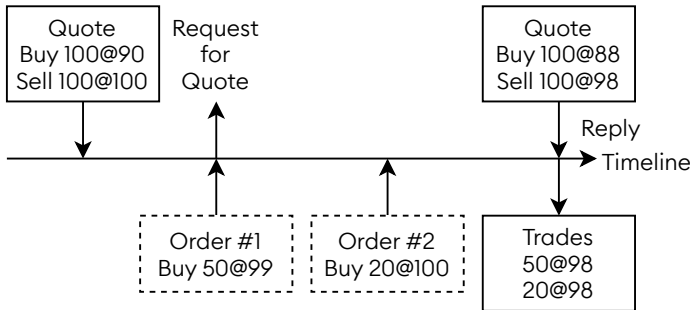 Quote
Buy 100@90
Sell 100@100
Request
for
Quote
Quote
Buy 100@88
Sell 100@98
Reply
Timeline
Order #1
Buy 50@99
Order #2
Buy 20@100
Trades
50@98
20@98